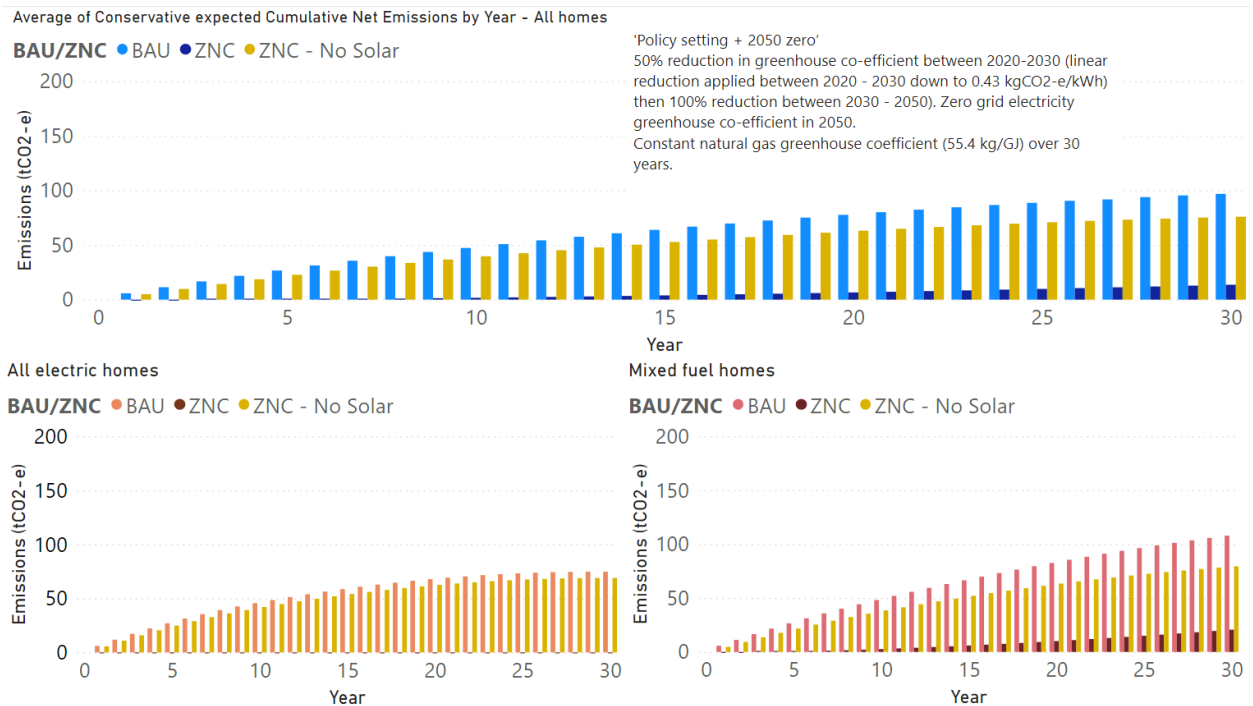 Average of Conservative expected Cumulative Net Emissions by Year - All homes
BAU/ZNC BAU ZNC ZNC - No Solar
'Policy setting + 2050 zero'
50% reduction in greenhouse co-efficient between 2020-2030 (linear
reduction applied between 2020 - 2030 down to 0.43 kgCO2-e/kWh)
then 100% reduction between 2030 - 2050). Zero grid electricity
greenhouse co-efficient in 2050.
Constant natural gas greenhouse coefficient (55.4 kg/GJ) over 30
years.
Emissions (tCO2-e)
200
150
100
50
0
0 5 10 15 20 25 30
Year
All electric homes
BAU/ZNC BAU ZNC ZNC - No Solar
Emissions (tCO2-e)
200
150
100
50
0
0 5 10 15 20 25 30
Year
Mixed fuel homes
BAU/ZNC BAU ZNC ZNC - No Solar
Emissions (tCO2-e)
200
150
100
50
0
0 5 10 15 20 25 30
Year